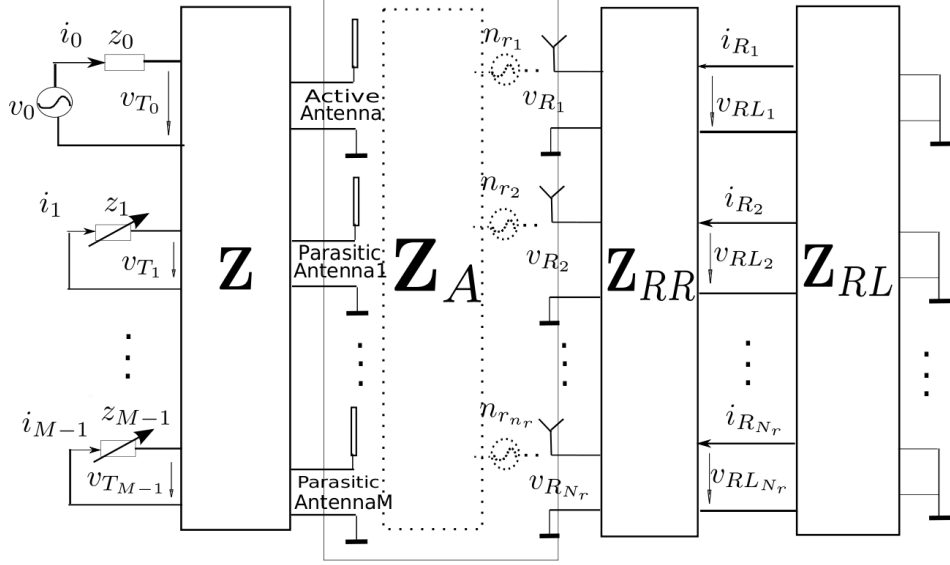 i_0 z_0
v_0 v_{T_0}
Active
Antenna
n_{r_1}
v_{R_1}
i_{R_1}
v_{RL_1}
i_1 z_1
v_{T_1}
Z
Parasitic
Antenna1
Z_A
n_{r_2}
v_{R_2}
Z_{RR}
i_{R_2}
v_{RL_2}
Z_{RL}
i_{M-1} z_{M-1}
v_{T_{M-1}}
Parasitic
AntennaM
n_{r_{n_r}}
v_{R_{N_r}}
i_{R_{N_r}}
v_{RL_{N_r}}